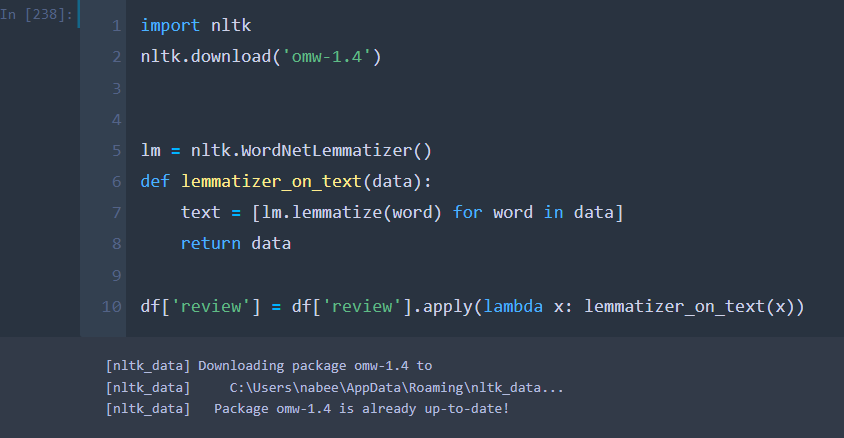 In [238]:
1 import nltk
2 nltk.download('omw-1.4')
3
4
5 lm = nltk.WordNetLemmatizer()
6 def lemmatizer_on_text(data):
7     text = [lm.lemmatize(word) for word in data]
8     return data
9
10 df['review'] = df['review'].apply(lambda x: lemmatizer_on_text(x))
[nltk_data] Downloading package omw-1.4 to
[nltk_data]     C:\Users\nabee\AppData\Roaming\nltk_data...
[nltk_data]   Package omw-1.4 is already up-to-date!